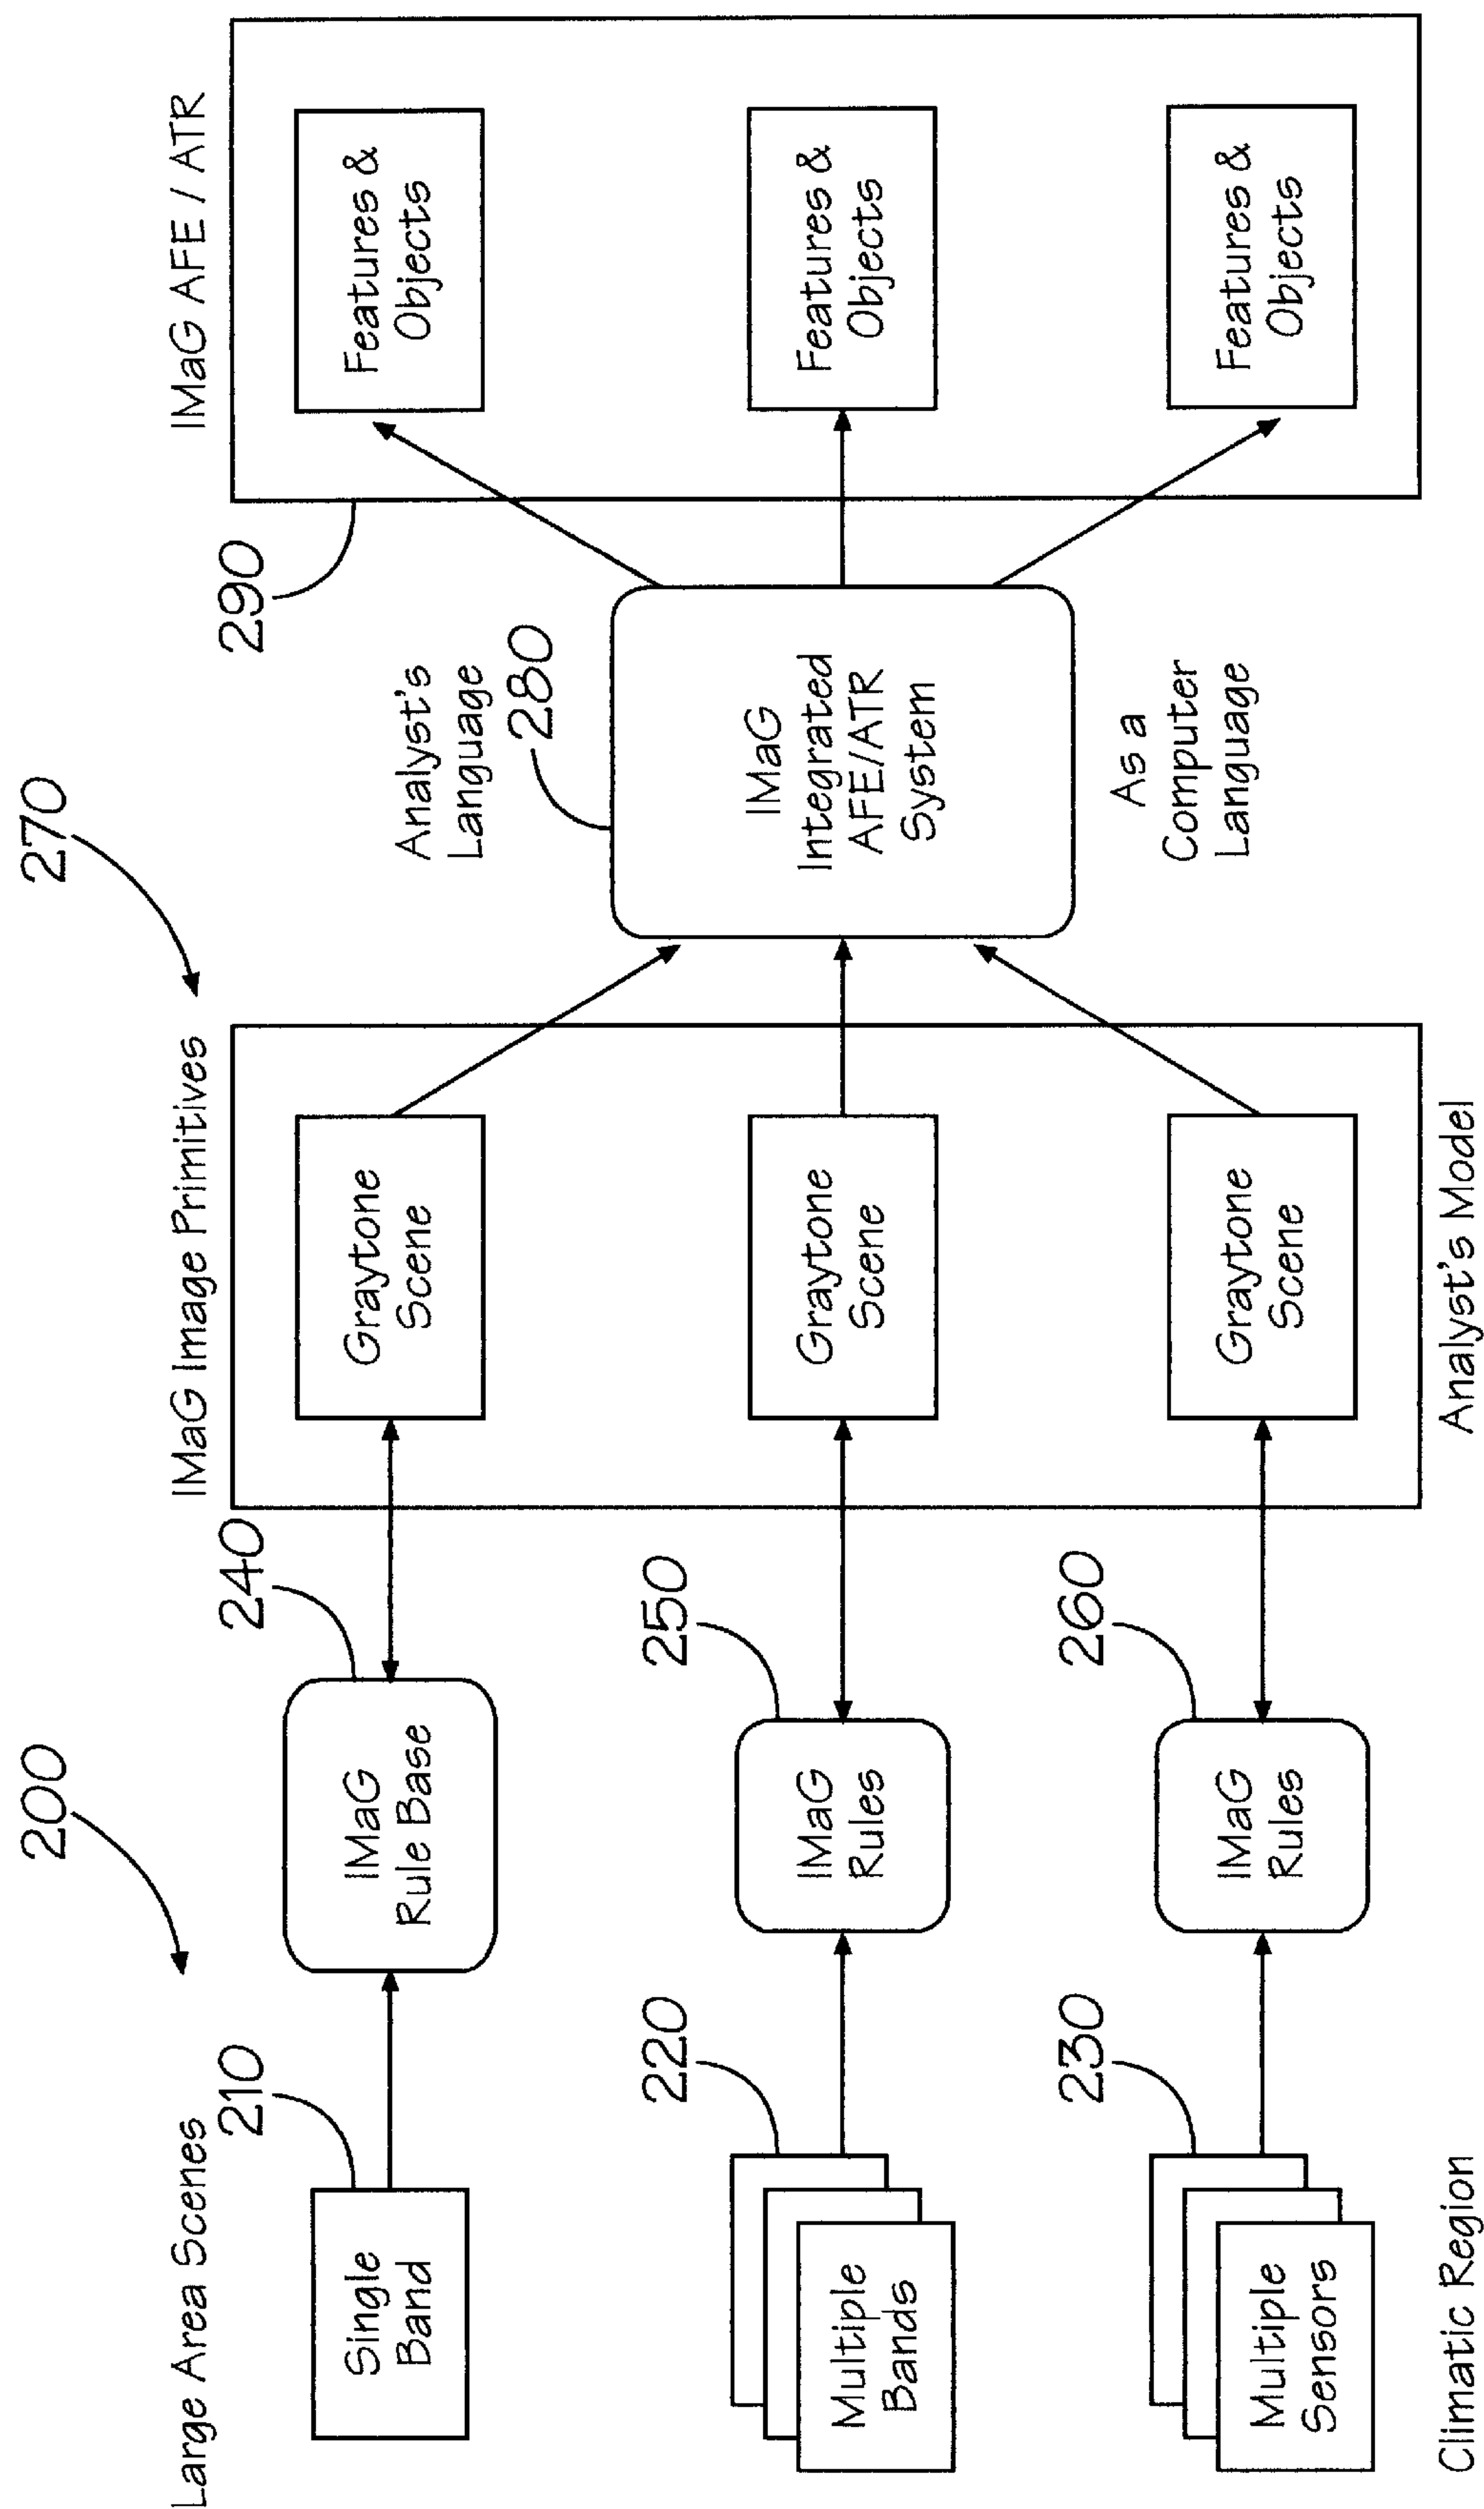 200
270
Large Area Scenes
IMaG Image Primitives
IMaG AFE / ATR
210
240
290
Single
Band
IMaG
Rule Base
Graytone
Scene
Analyst's
Language
Features &
Objects
280
220
250
Multiple
Bands
IMaG
Rules
Graytone
Scene
IMaG
Integrated
AFE/ATR
System
Features &
Objects
230
260
Multiple
Sensors
IMaG
Rules
Graytone
Scene
As a
Computer
Language
Features &
Objects
Climatic Region
Analyst's Model